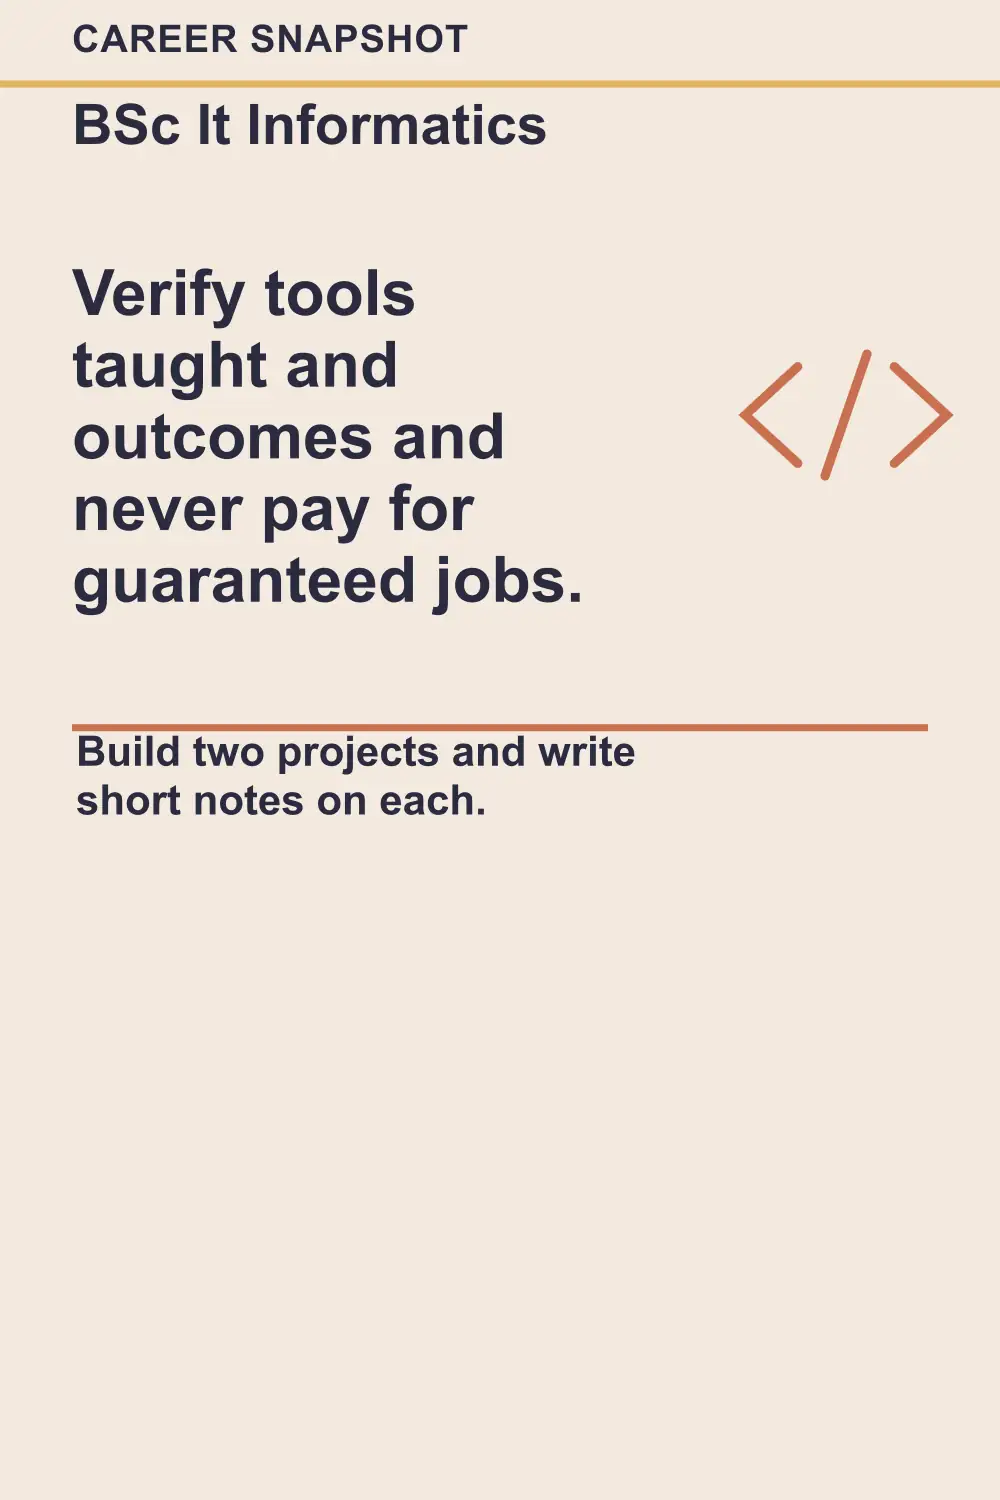 CAREER SNAPSHOT
BSc It Informatics
Verify tools
taught and
outcomes and
never pay for
guaranteed jobs.
Build two projects and write
short notes on each.